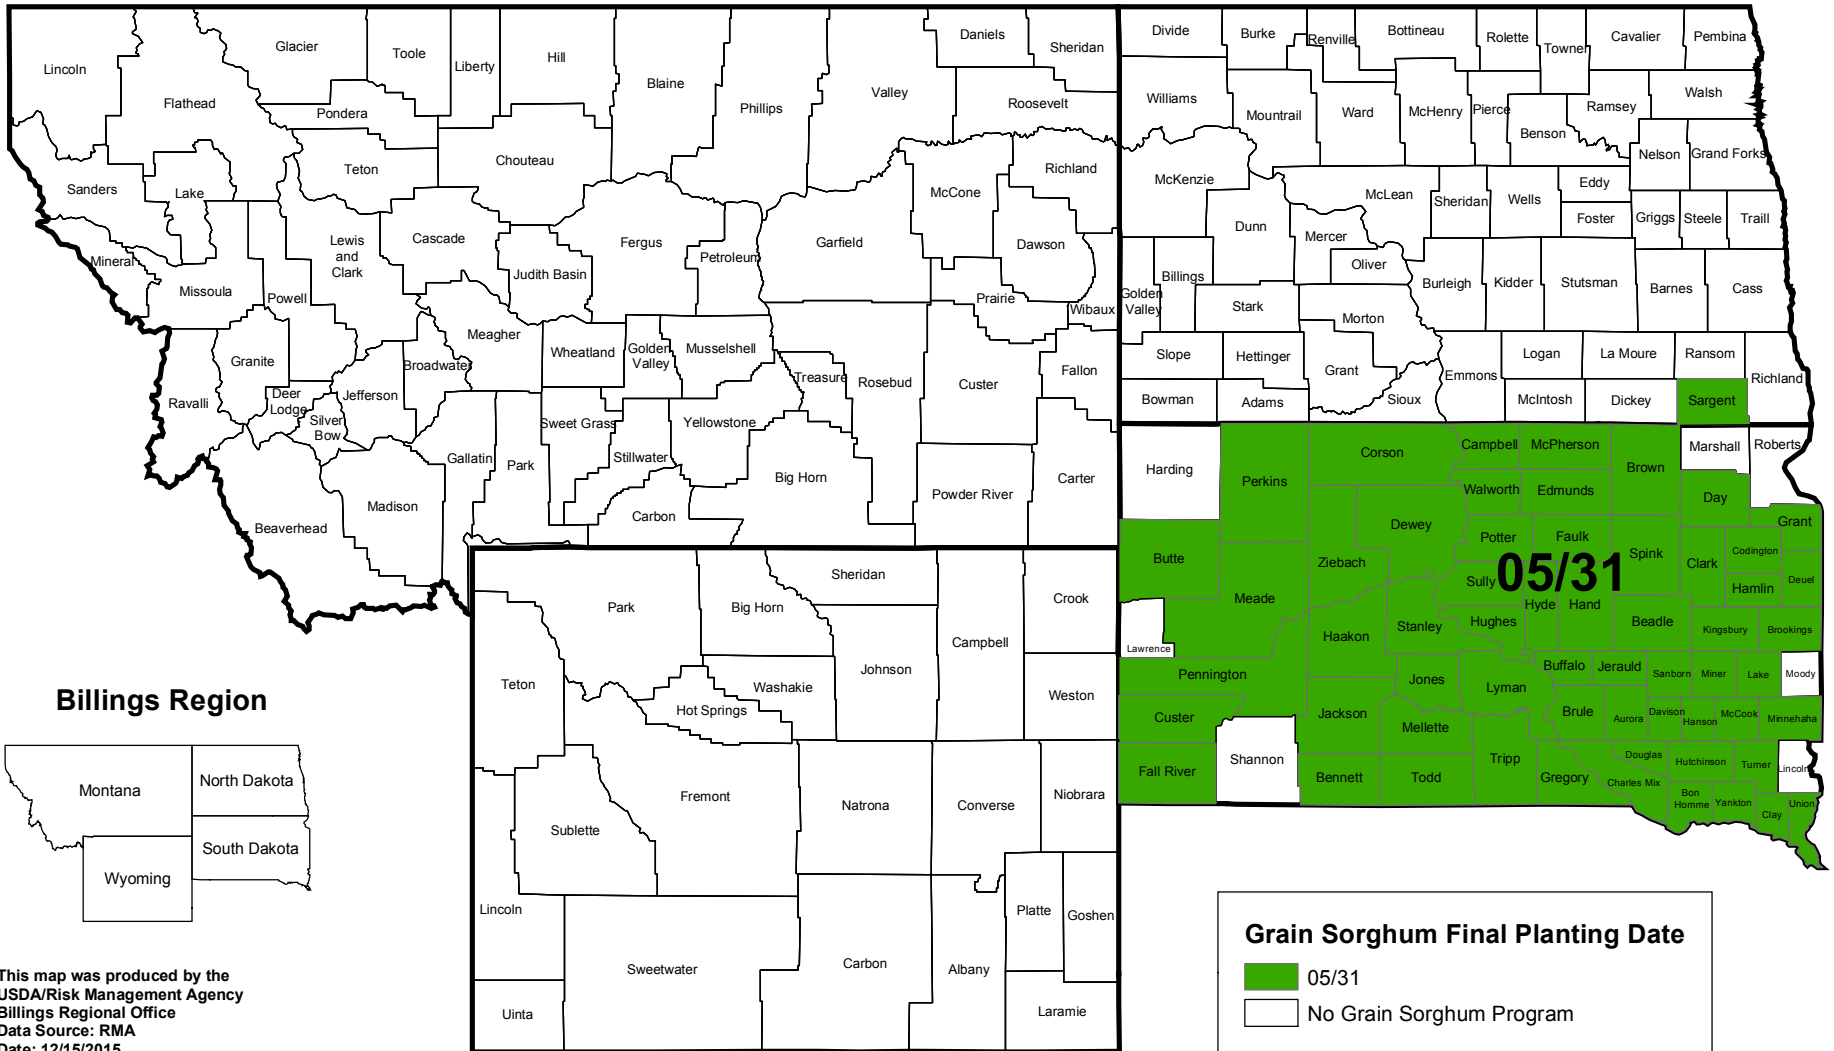 Lincoln
Flathead
Glacier
Toole
Liberty
Hill
Blaine
Phillips
Valley
Daniels
Sheridan
Roosevelt
Pondera
Teton
Chouteau
Sanders
Lake
McCone
Richland
Lewis
and
Clark
Cascade
Judith Basin
Fergus
Petroleum
Garfield
Dawson
Mineral
Missoula
Powell
Prairie
Wibaux
Meagher
Granite
Broadwater
Wheatland
Golden
Valley
Musselshell
Treasure
Rosebud
Custer
Fallon
Ravalli
Deer
Lodge
Jefferson
Silver
Bow
Sweet Grass
Yellowstone
Gallatin
Park
Stillwater
Big Horn
Powder River
Carter
Beaverhead
Madison
Carbon
Divide
Burke
Renville
Bottineau
Rolette
Towner
Cavalier
Pembina
Williams
Mountrail
Ward
McHenry
Pierce
Benson
Ramsey
Walsh
Nelson
Grand Forks
McKenzie
McLean
Sheridan
Wells
Eddy
Foster
Griggs
Steele
Traill
Dunn
Mercer
Oliver
Billings
Golden
Valley
Stark
Burleigh
Kidder
Stutsman
Barnes
Cass
Morton
Slope
Hettinger
Grant
Logan
La Moure
Ransom
Richland
Emmons
Bowman
Adams
Sioux
McIntosh
Dickey
Sargent
Harding
Perkins
Corson
Campbell
McPherson
Brown
Marshall
Roberts
Walworth
Edmunds
Day
Dewey
Grant
Butte
Ziebach
Potter
Faulk
Spink
Clark
Codington
Deuel
Hamlin
Sully
05/31
Meade
Hyde
Hand
Beadle
Kingsbury
Brookings
Haakon
Stanley
Hughes
Lawrence
Pennington
Jones
Lyman
Buffalo
Jerauld
Sanborn
Miner
Lake
Moody
Custer
Jackson
Mellette
Brule
Aurora
Davison
Hanson
McCook
Minnehaha
Fall River
Shannon
Bennett
Todd
Tripp
Gregory
Douglas
Charles Mix
Hutchinson
Turner
Lincoln
Bon
Homme
Yankton
Clay
Union
Park
Big Horn
Sheridan
Crook
Campbell
Johnson
Teton
Washakie
Hot Springs
Weston
Fremont
Natrona
Converse
Niobrara
Sublette
Lincoln
Platte
Goshen
Sweetwater
Carbon
Albany
Uinta
Laramie
Billings Region
Montana
North Dakota
South Dakota
Wyoming
This map was produced by the
USDA/Risk Management Agency
Billings Regional Office
Data Source: RMA
Date: 12/15/2015
Grain Sorghum Final Planting Date
05/31
No Grain Sorghum Program